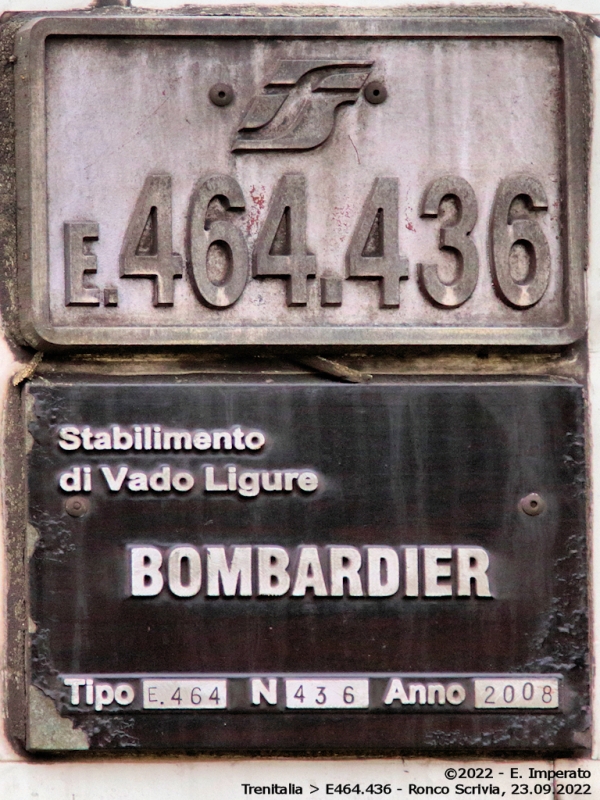 E.464.436
Stabilimento
di Vado Ligure
BOMBARDIER
Tipo E.464 N 436 Anno 2008
©2022 - E. Imperato
TrenItalia > E464.436 - Ronco Scrivia, 23.09.2022